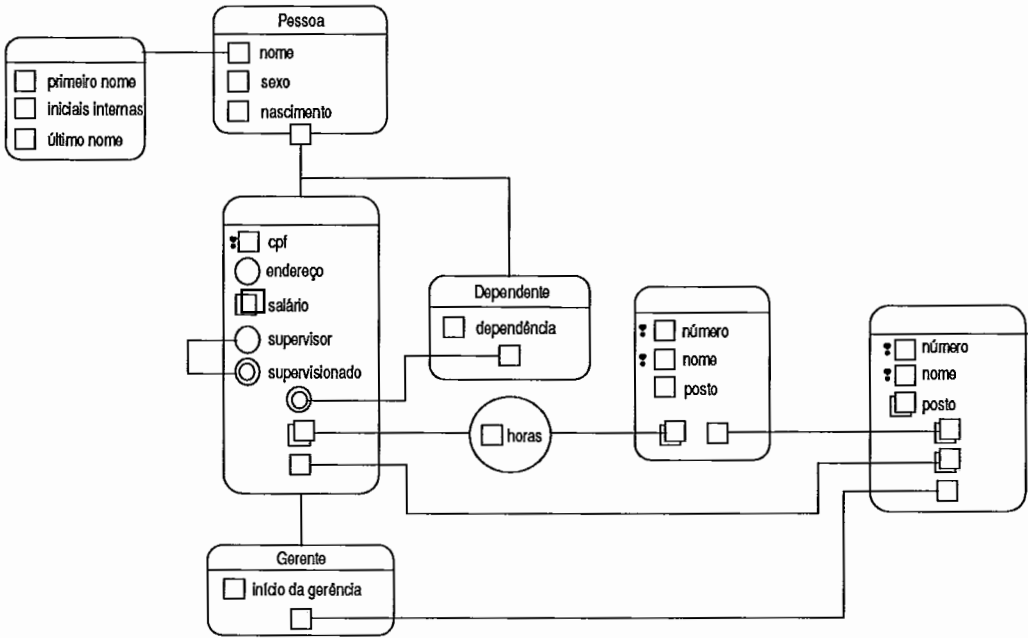 Pessoa
nome
sexo
nascimento
primeiro nome
iniciais internas
último nome
cpf
endereço
salário
supervisor
supervisionado
Dependente
dependência
horas
número
nome
posto
número
nome
posto
Gerente
início da gerência